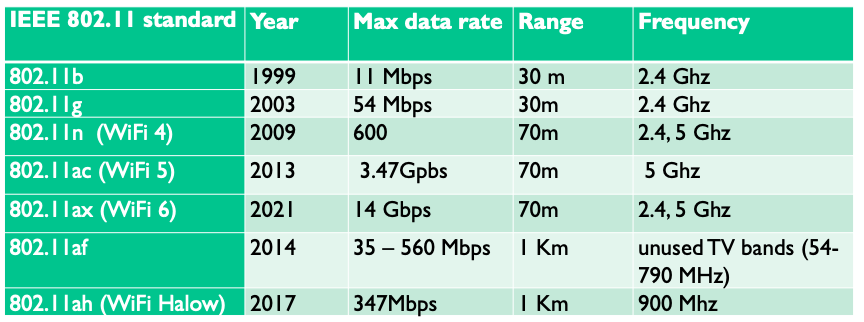 IEEE 802.11 standard Year Max data rate Range Frequency
802.11b 1999 11 Mbps 30 m 2.4 Ghz
802.11g 2003 54 Mbps 30m 2.4 Ghz
802.11n (WiFi 4) 2009 600 70m 2.4, 5 Ghz
802.11ac (WiFi 5) 2013 3.47Gpbs 70m 5 Ghz
802.11ax (WiFi 6) 2021 14 Gbps 70m 2.4, 5 Ghz
802.11af 2014 35 – 560 Mbps 1 Km unused TV bands (54-
790 MHz)
802.11ah (WiFi Halow) 2017 347Mbps 1 Km 900 Mhz